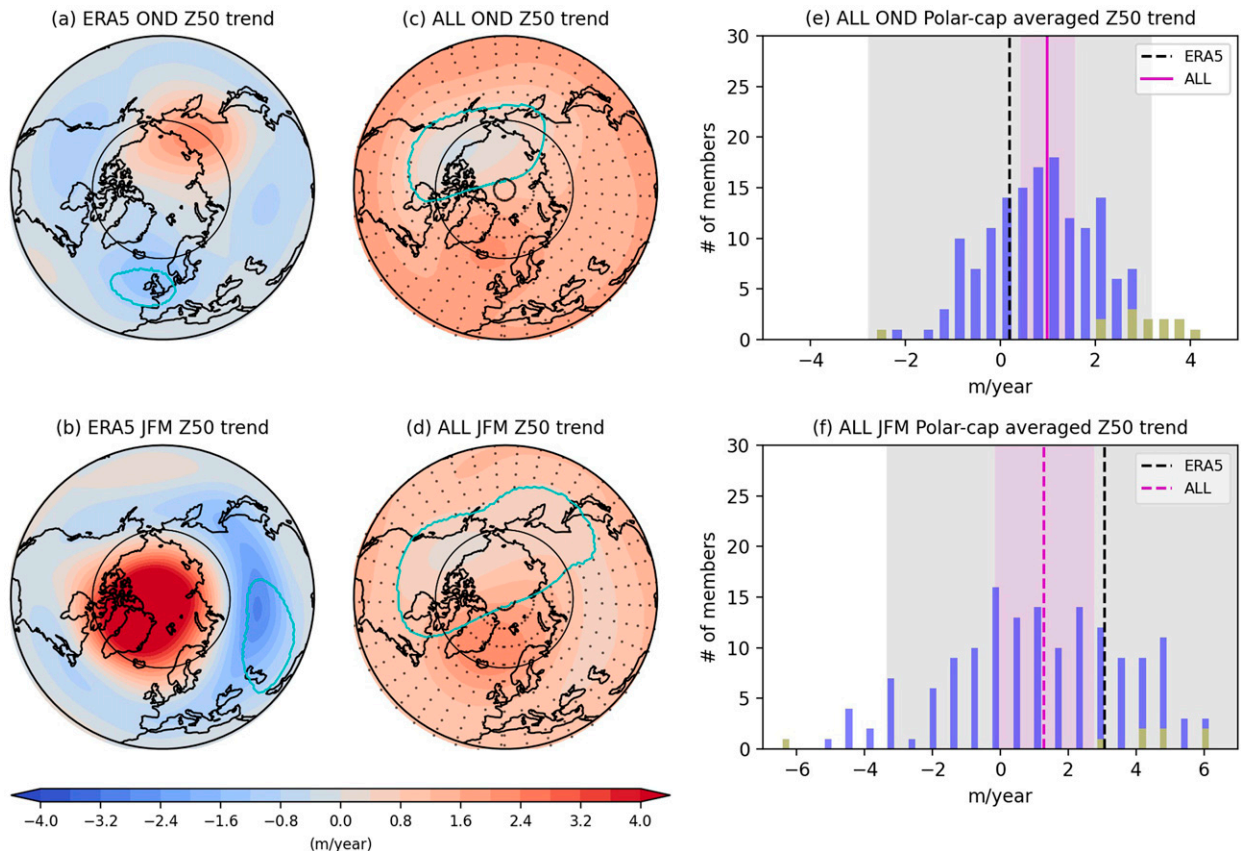 (a) ERA5 OND Z50 trend
(c) ALL OND Z50 trend
(e) ALL OND Polar-cap averaged Z50 trend
30
25
20
15
10
5
0
# of members
ERA5
ALL
−4 −2 0 2 4
m/year
(b) ERA5 JFM Z50 trend
(d) ALL JFM Z50 trend
(f) ALL JFM Polar-cap averaged Z50 trend
30
25
20
15
10
5
0
# of members
ERA5
ALL
−6 −4 −2 0 2 4 6
m/year
−4.0 −3.2 −2.4 −1.6 −0.8 0.0 0.8 1.6 2.4 3.2 4.0
(m/year)